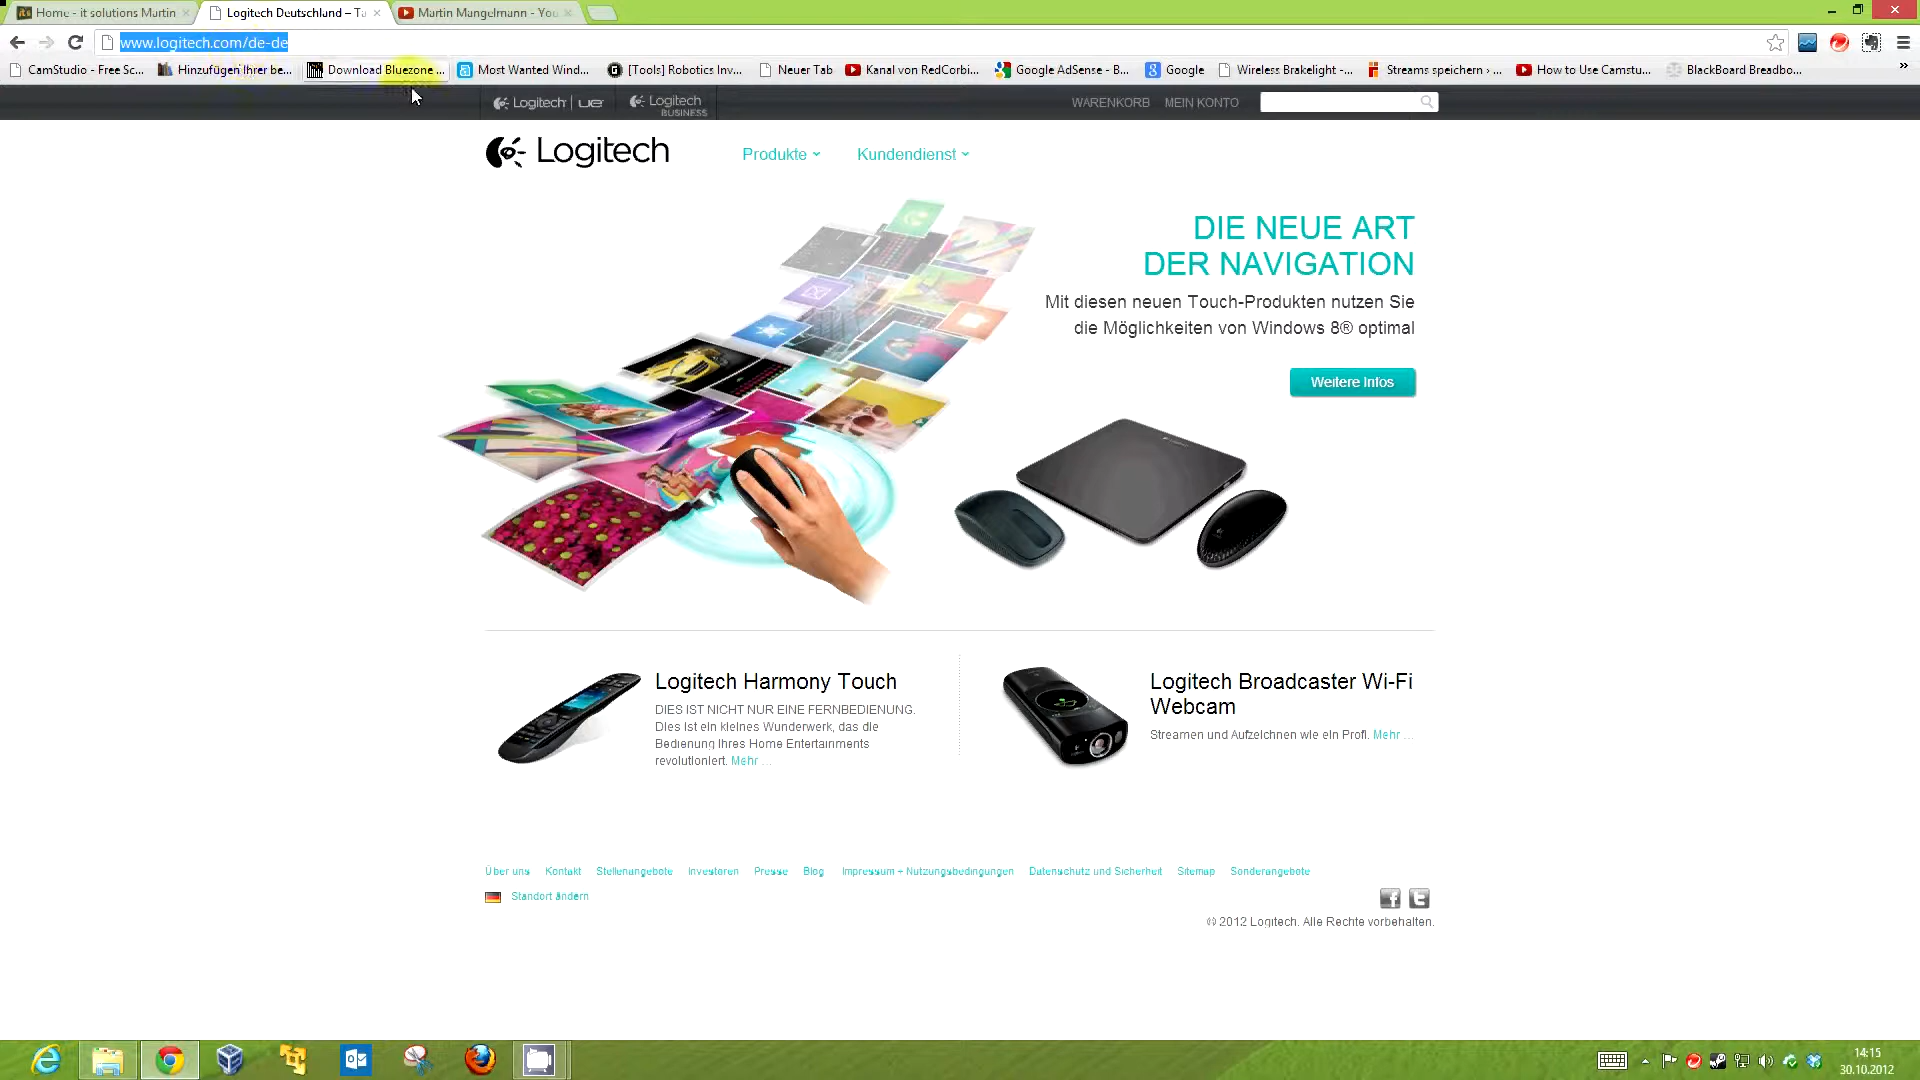 Home - it solutions Martin
Logitech Deutschland – Ta
Martin Mangelmann - You
www.logitech.com/de-de
CamStudio - Free Sc...
Hinzufügen Ihrer be...
Download Bluezone ...
Most Wanted Wind...
[Tools] Robotics Inv...
Neuer Tab
Kanal von RedCorbi...
Google AdSense - B...
Google
Wireless Brakelight -...
Streams speichern › ...
How to Use Camstu...
BlackBoard Breadbo...
»
Logitech | UE
Logitech
BUSINESS
WARENKORB
MEIN KONTO
Logitech
Produkte
Kundendienst
DIE NEUE ART
DER NAVIGATION
Mit diesen neuen Touch-Produkten nutzen Sie
die Möglichkeiten von Windows 8® optimal
Weitere Infos
Logitech Harmony Touch
DIES IST NICHT NUR EINE FERNBEDIENUNG.
Dies ist ein kleines Wunderwerk, das die
Bedienung Ihres Home Entertainments
revolutioniert. Mehr ...
Logitech Broadcaster Wi-Fi
Webcam
Streamen und Aufzeichnen wie ein Profi. Mehr ...
Über uns
Kontakt
Stellenangebote
Investoren
Presse
Blog
Impressum + Nutzungsbedingungen
Datenschutz und Sicherheit
Sitemap
Sonderangebote
Standort ändern
© 2012 Logitech. Alle Rechte vorbehalten.
14:15
30.10.2012